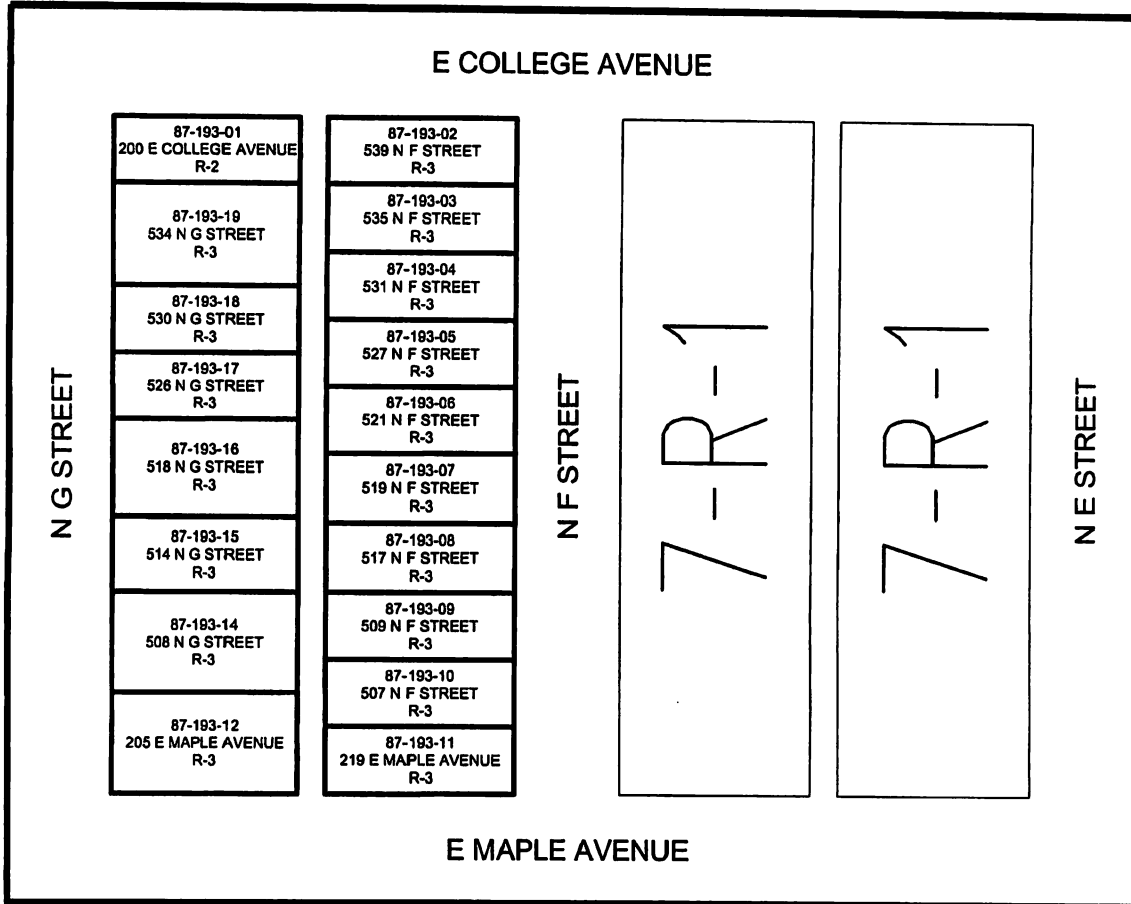 E COLLEGE AVENUE
87-193-01
200 E COLLEGE AVENUE
R-2
87-193-19
534 N G STREET
R-3
87-193-18
530 N G STREET
R-3
87-193-17
526 N G STREET
R-3
87-193-16
518 N G STREET
R-3
87-193-15
514 N G STREET
R-3
87-193-14
508 N G STREET
R-3
87-193-12
205 E MAPLE AVENUE
R-3
87-193-02
539 N F STREET
R-3
87-193-03
535 N F STREET
R-3
87-193-04
531 N F STREET
R-3
87-193-05
527 N F STREET
R-3
87-193-06
521 N F STREET
R-3
87-193-07
519 N F STREET
R-3
87-193-08
517 N F STREET
R-3
87-193-09
509 N F STREET
R-3
87-193-10
507 N F STREET
R-3
87-193-11
219 E MAPLE AVENUE
R-3
N G STREET
N F STREET
7-R-1
7-R-1
N E STREET
E MAPLE AVENUE